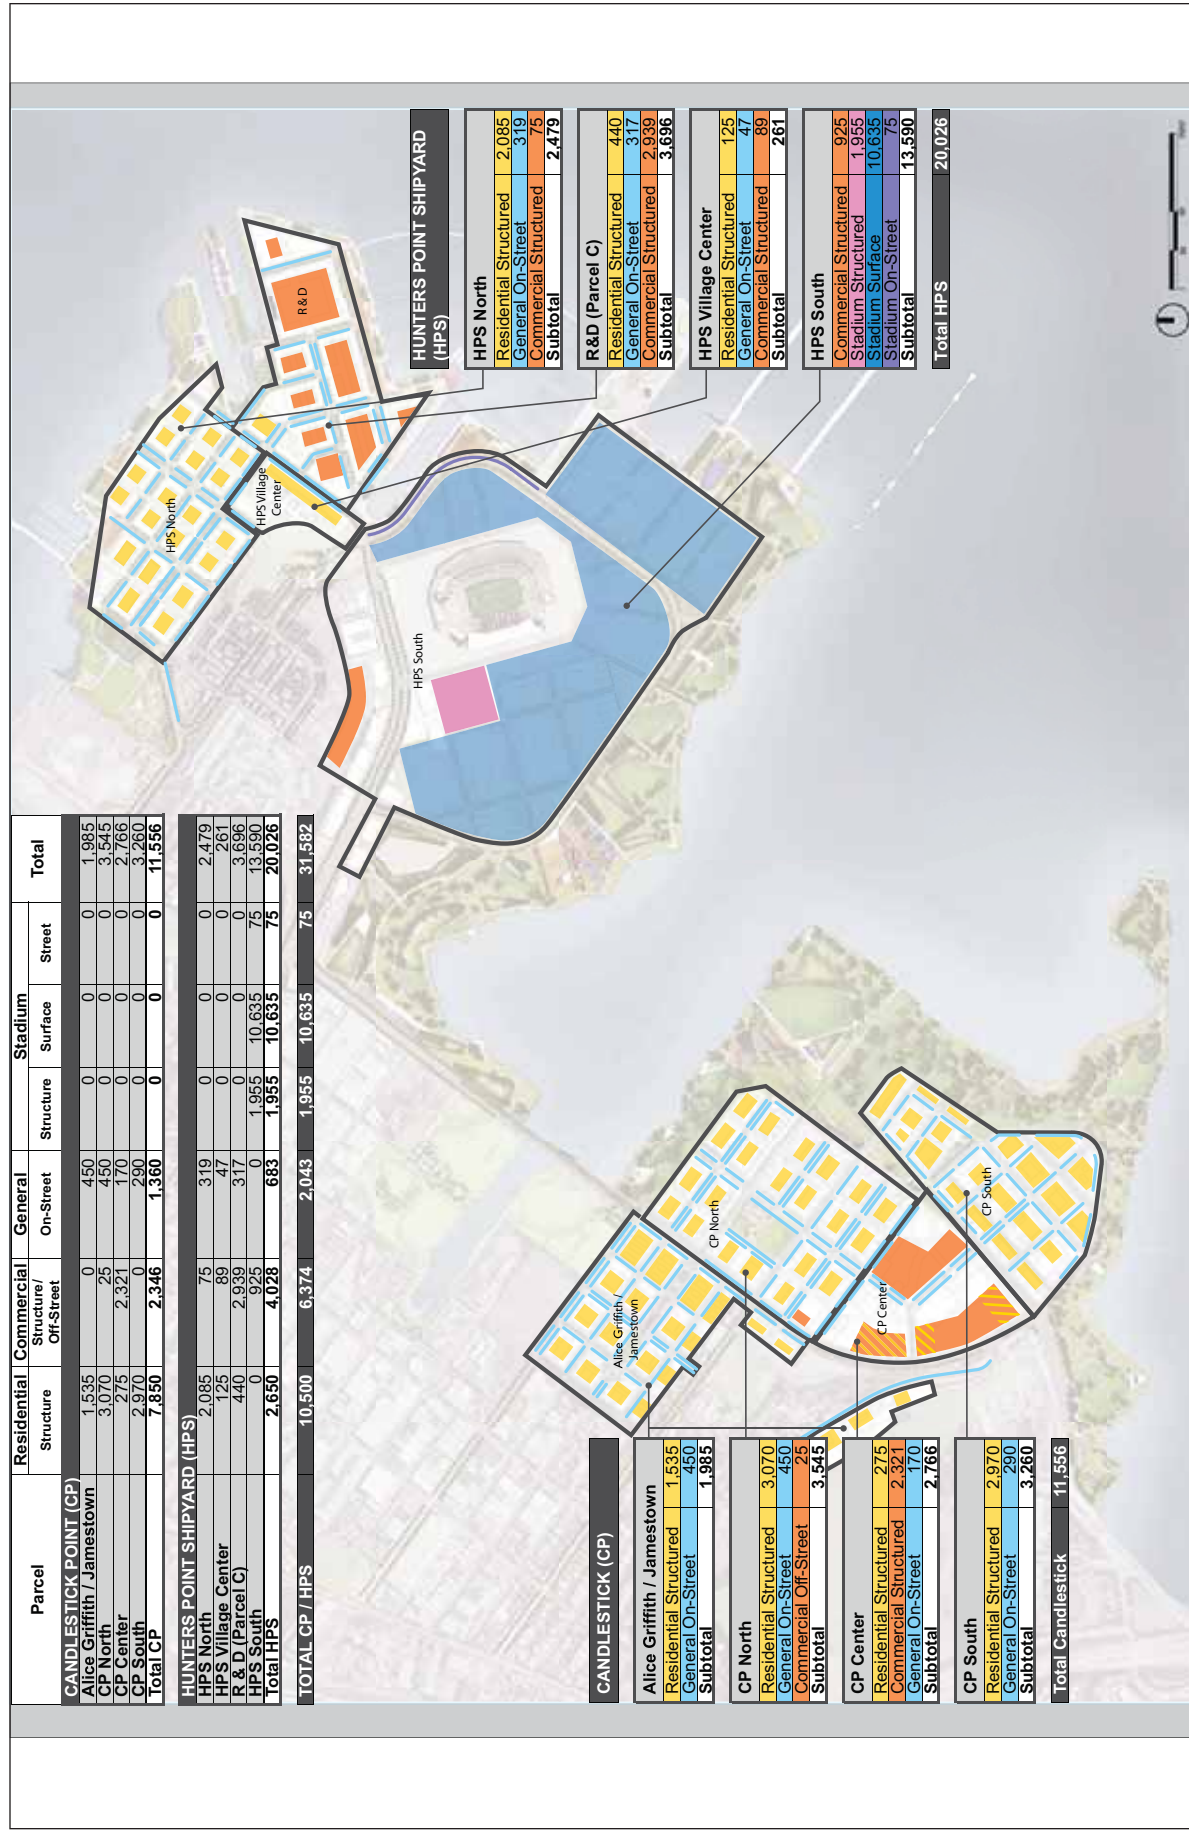 Parcel Residential Commercial General Stadium Total
Structure Structure/ Off-Street On-Street Structure Surface Street
CANDLESTICK POINT (CP)
Alice Griffith / Jamestown 1,535 0 450 0 0 0 1,985
CP North 3,070 25 450 0 0 0 3,545
CP Center 275 2,321 170 0 0 0 2,766
CP South 2,970 0 290 0 0 0 3,260
Total CP 7,850 2,346 1,360 0 0 0 11,556
HUNTERS POINT SHIPYARD (HPS)
HPS North 2,085 75 319 0 0 0 2,479
HPS Village Center 125 89 47 0 0 0 261
R & D (Parcel C) 440 2,939 317 0 0 0 3,696
HPS South 0 925 0 1,955 10,635 75 13,590
Total HPS 2,650 4,028 683 1,955 10,635 75 20,026
TOTAL CP / HPS 10,500 6,374 2,043 1,955 10,635 75 31,582
HPS North
HPS Village
Center
R & D
HPS South
HUNTERS POINT SHIPYARD
(HPS)
HPS North
Residential Structured 2,085
General On-Street 319
Commercial Structured 75
Subtotal 2,479
R&D (Parcel C)
Residential Structured 440
General On-Street 317
Commercial Structured 2,939
Subtotal 3,696
HPS Village Center
Residential Structured 125
General On-Street 47
Commercial Structured 89
Subtotal 261
HPS South
Commercial Structured 925
Stadium Structured 1,955
Stadium Surface 10,635
Stadium On-Street 75
Subtotal 13,590
Total HPS 20,026
CANDLESTICK (CP)
Alice Griffith / Jamestown
Residential Structured 1,535
General On-Street 450
Subtotal 1,985
CP North
Residential Structured 3,070
General On-Street 450
Commercial Off-Street 25
Subtotal 3,545
CP Center
Residential Structured 275
Commercial Structured 2,321
General On-Street 170
Subtotal 2,766
CP South
Residential Structured 2,970
General On-Street 290
Subtotal 3,260
Total Candlestick 11,556
Alice Griffith /
Jamestown
CP North
CP Center
CP South